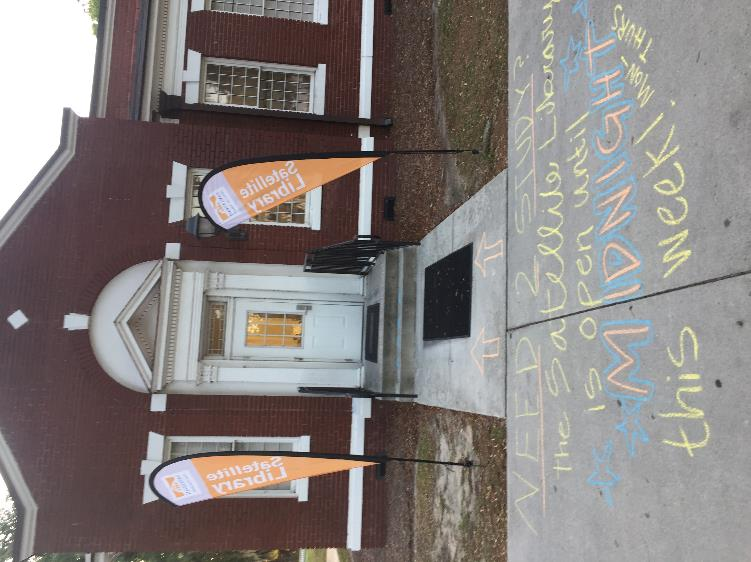 Satellite
Library
Satellite
Library
NEED 2 STUDY?
the Satellite Library
is open until
MIDNIGHT
MON-THURS
this week!